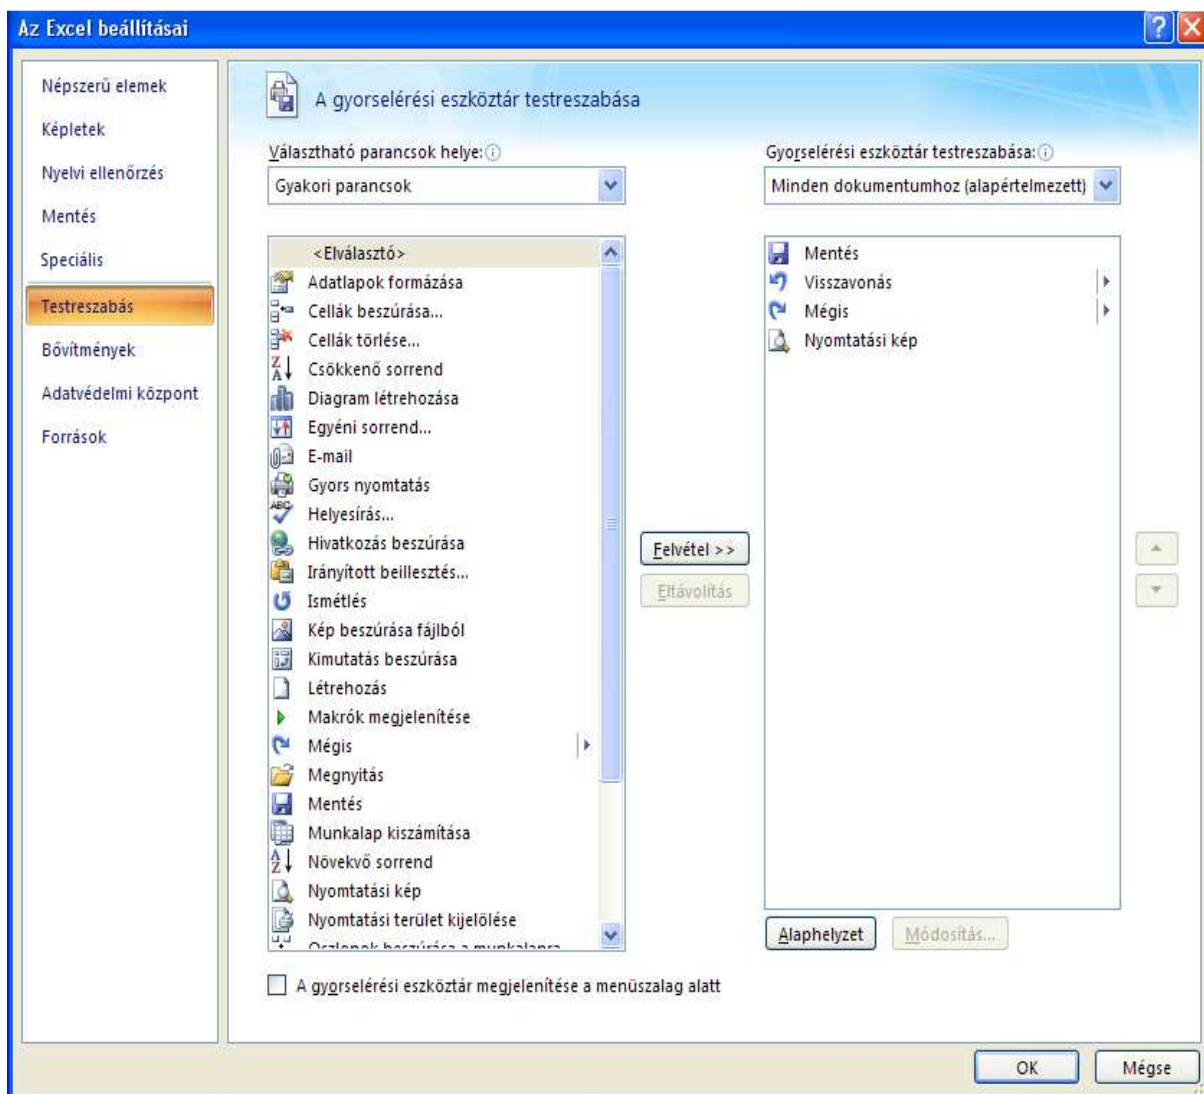 Az Excel beállításai
Népszerű elemek
Képletek
Nyelvi ellenőrzés
Mentés
Speciális
Testreszabás
Bővítmények
Adatvédelmi központ
Források
A gyorselérési eszköztár testreszabása
Választható parancsok helye:
Gyakori parancsok
<Elválasztó>
Adatlapok formázása
Cellák beszúrása...
Cellák törlése...
Csökkenő sorrend
Diagram létrehozása
Egyéni sorrend...
E-mail
Gyors nyomtatás
Helyesírás...
Hivatkozás beszúrása
Irányított beillesztés...
Ismétlés
Kép beszúrása fájlból
Kimutatás beszúrása
Létrehozás
Makrók megjelenítése
Mégis
Megnyitás
Mentés
Munkalap kiszámítása
Növekvő sorrend
Nyomtatási kép
Nyomtatási terület kijelölése
Oszlopok beszúrása a munkalapra
A gyorselérési eszköztár megjelenítése a menüszalag alatt
Felvétel >>
Eltávolítás
Gyorselérési eszköztár testreszabása:
Minden dokumentumhoz (alapértelmezett)
Mentés
Visszavonás
Mégis
Nyomtatási kép
Alaphelyzet
Módosítás...
OK
Mégse